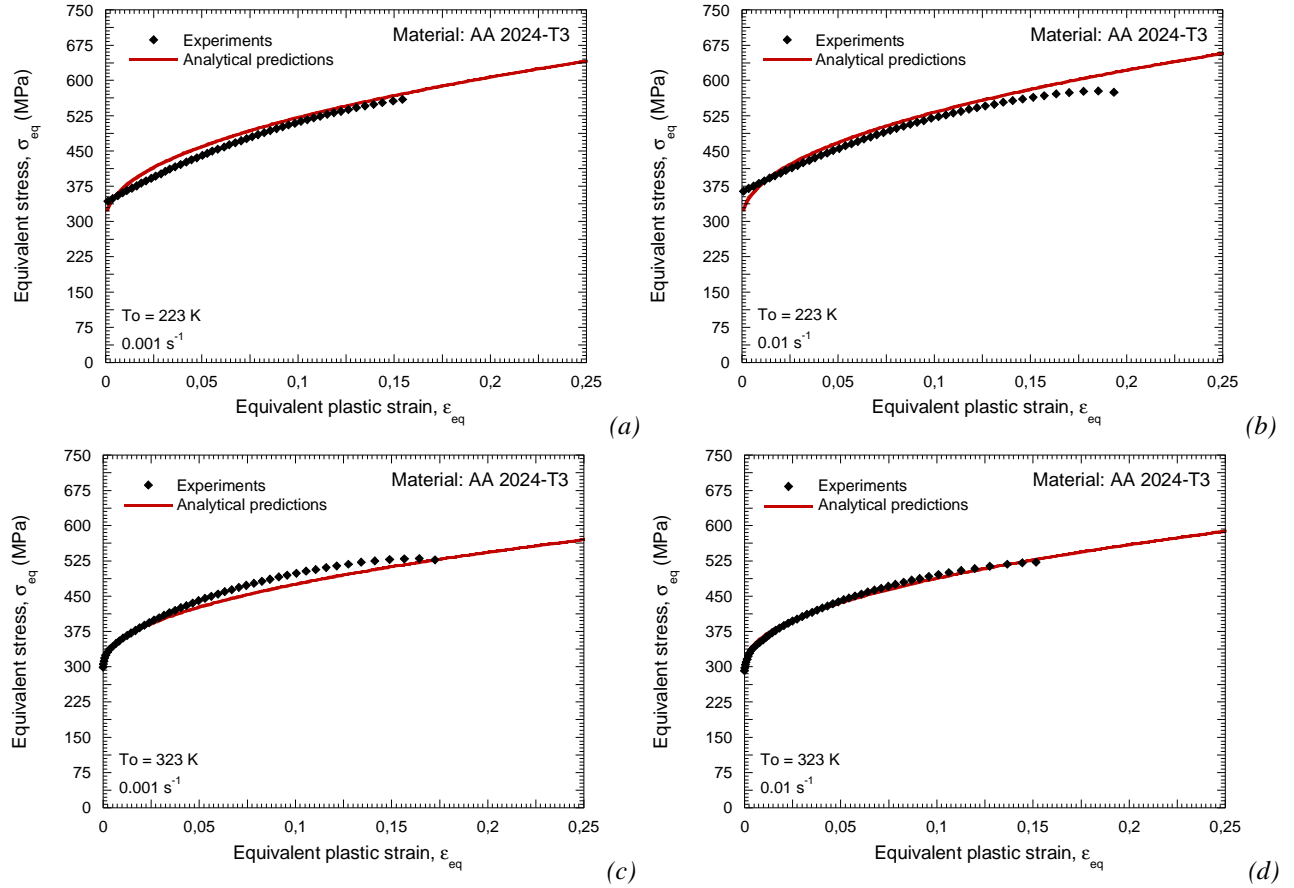 750
675
600
525
450
375
300
225
150
75
0
Equivalent stress, σeq (MPa)
Experiments
Analytical predictions
Material: AA 2024-T3
To = 223 K
0.001 s-1
0 0,05 0,1 0,15 0,2 0,25
Equivalent plastic strain, εeq
(a)
750
675
600
525
450
375
300
225
150
75
0
Equivalent stress, σeq (MPa)
Experiments
Analytical predictions
Material: AA 2024-T3
To = 223 K
0.01 s-1
0 0,05 0,1 0,15 0,2 0,25
Equivalent plastic strain, εeq
(b)
750
675
600
525
450
375
300
225
150
75
0
Equivalent stress, σeq (MPa)
Experiments
Analytical predictions
Material: AA 2024-T3
To = 323 K
0.001 s-1
0 0,05 0,1 0,15 0,2 0,25
Equivalent plastic strain, εeq
(c)
750
675
600
525
450
375
300
225
150
75
0
Equivalent stress, σeq (MPa)
Experiments
Analytical predictions
Material: AA 2024-T3
To = 323 K
0.01 s-1
0 0,05 0,1 0,15 0,2 0,25
Equivalent plastic strain, εeq
(d)